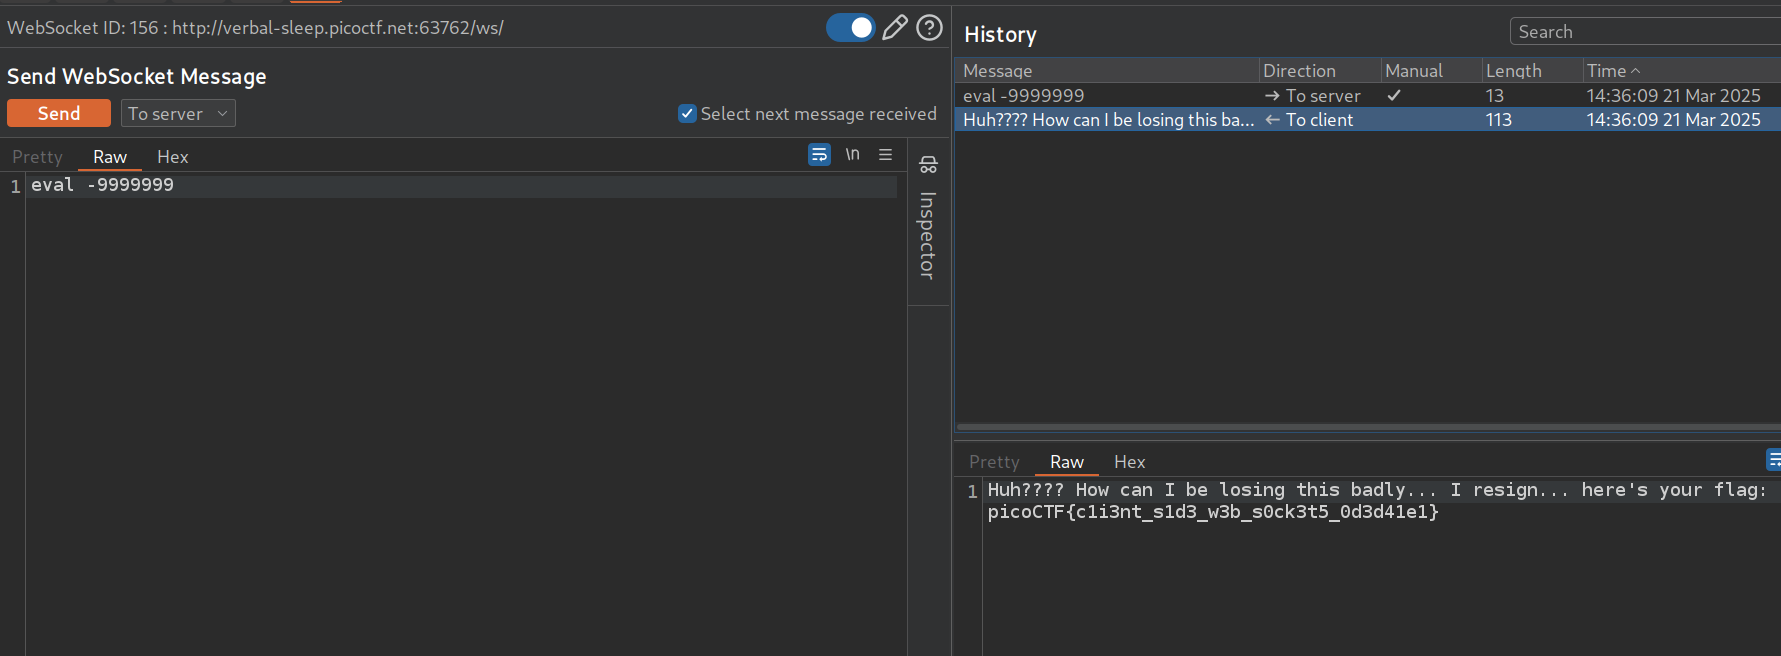 WebSocket ID: 156 : http://verbal-sleep.picoctf.net:63762/ws/
Send WebSocket Message
Send
To server
Select next message received
Pretty Raw Hex
\n
1 eval -9999999
Inspector
History
Search
Message Direction Manual Length Time
eval -9999999 → To server ✓ 13 14:36:09 21 Mar 2025
Huh???? How can I be losing this ba... ← To client 113 14:36:09 21 Mar 2025
Pretty Raw Hex
1 Huh???? How can I be losing this badly... I resign... here's your flag:
picoCTF{c1i3nt_s1d3_w3b_s0ck3t5_0d3d41e1}